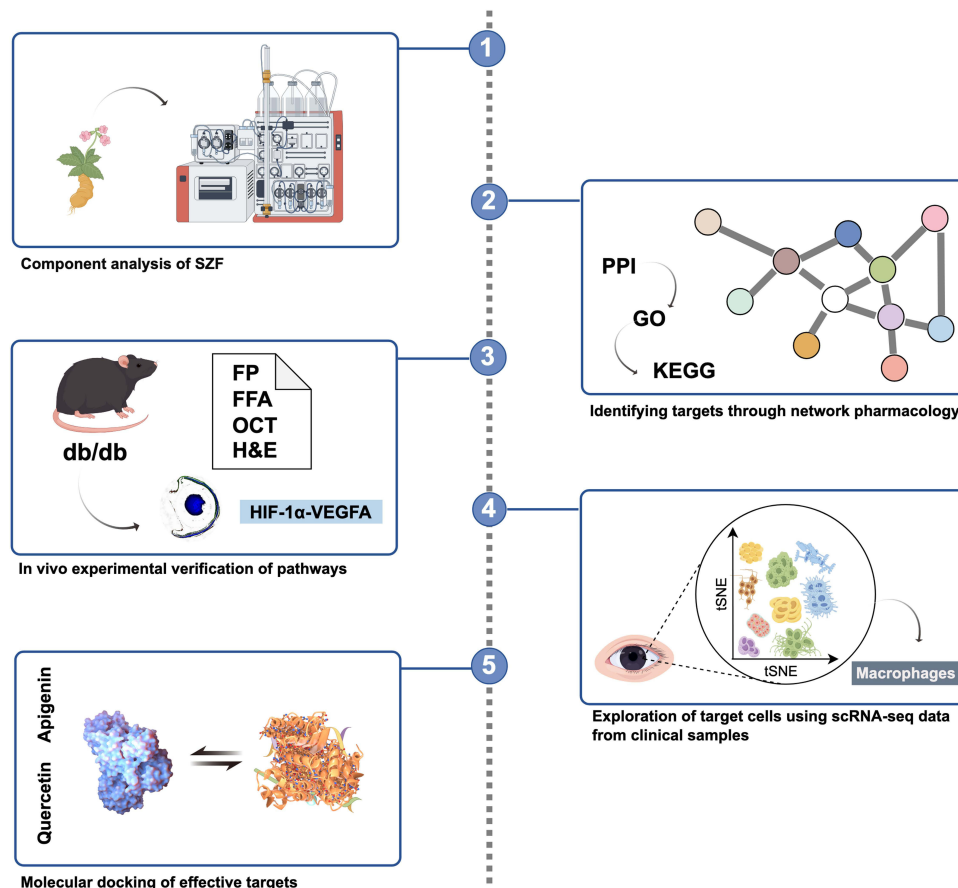 1
Component analysis of SZF
2
PPI
GO
KEGG
Identifying targets through network pharmacology
3
db/db
FP
FFA
OCT
H&E
HIF-1α-VEGFA
In vivo experimental verification of pathways
4
tSNE
tSNE
Macrophages
Exploration of target cells using scRNA-seq data
from clinical samples
5
Apigenin
Quercetin
Molecular docking of effective targets